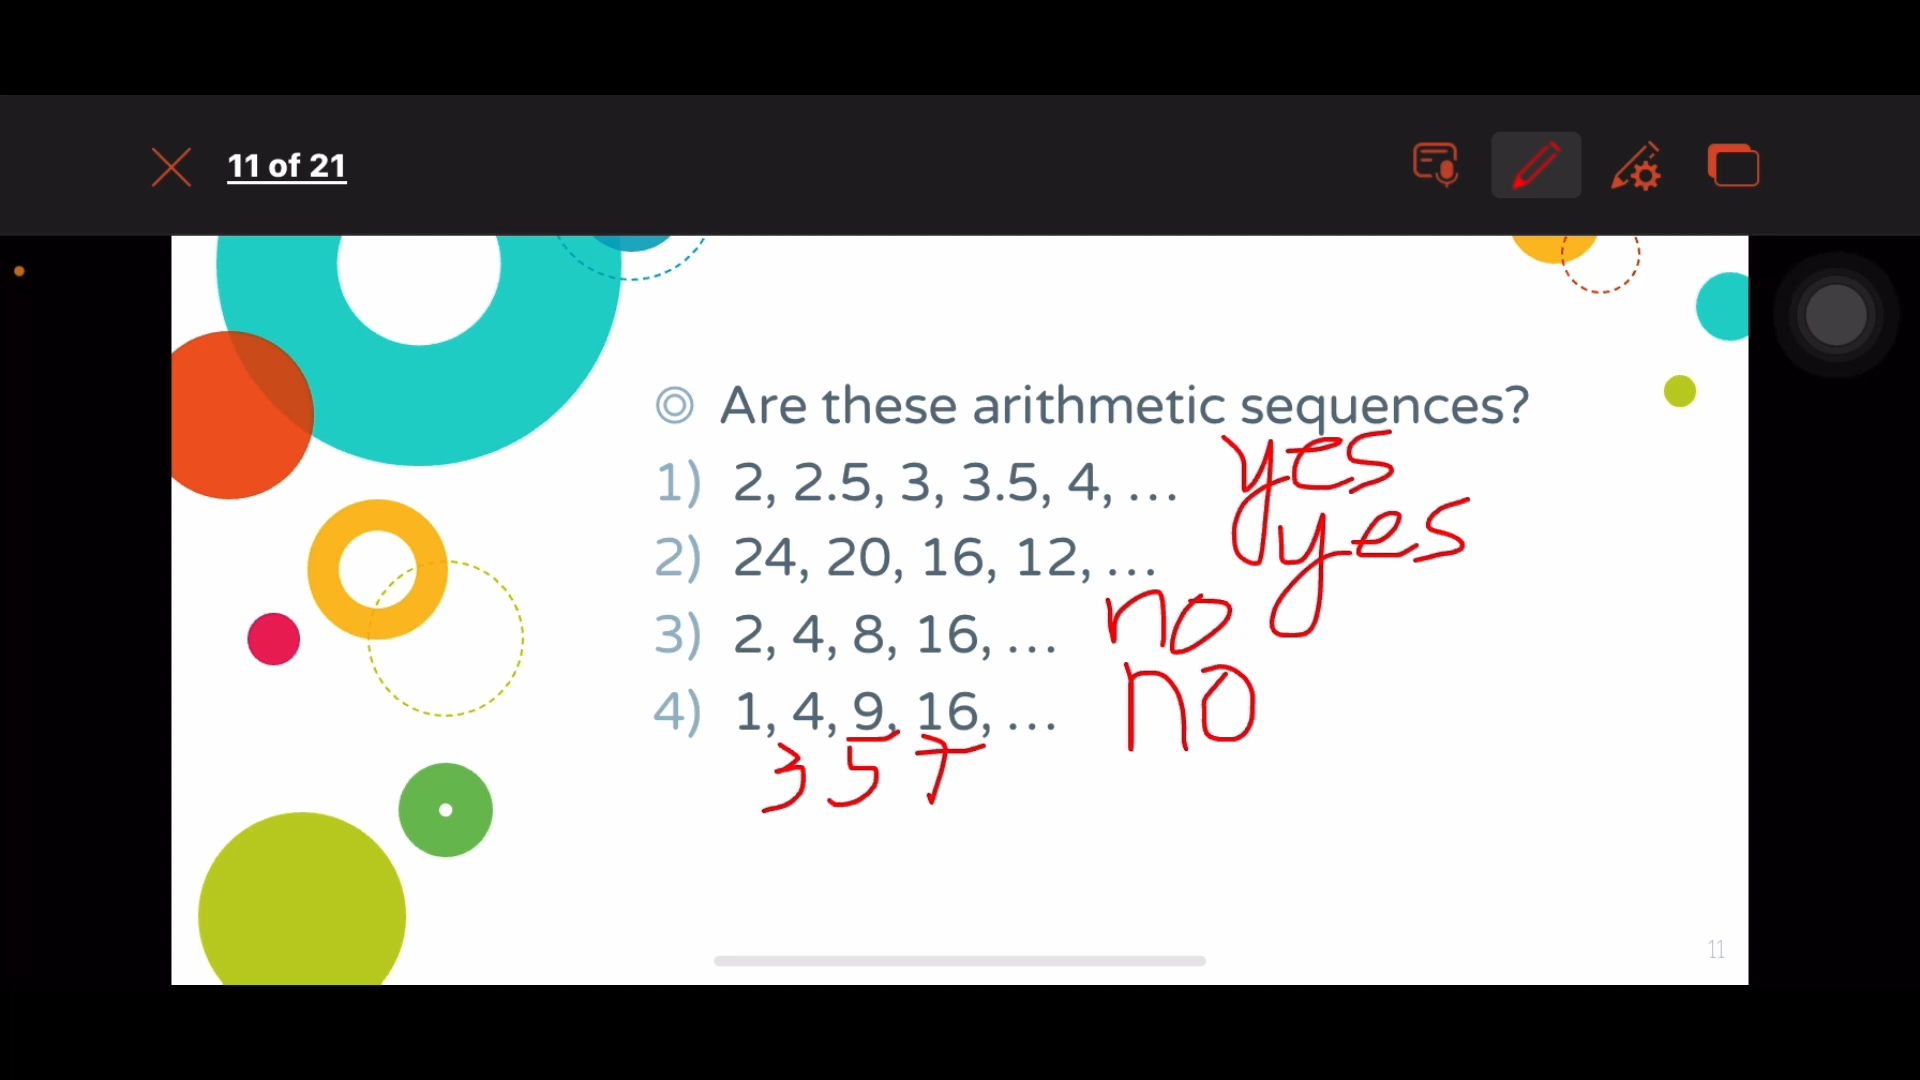 11 of 21
Are these arithmetic sequences?
1) 2, 2.5, 3, 3.5, 4, ... yes
2) 24, 20, 16, 12, ... yes
3) 2, 4, 8, 16, ... no
4) 1, 4, 9, 16, ... no
3 5 7
11